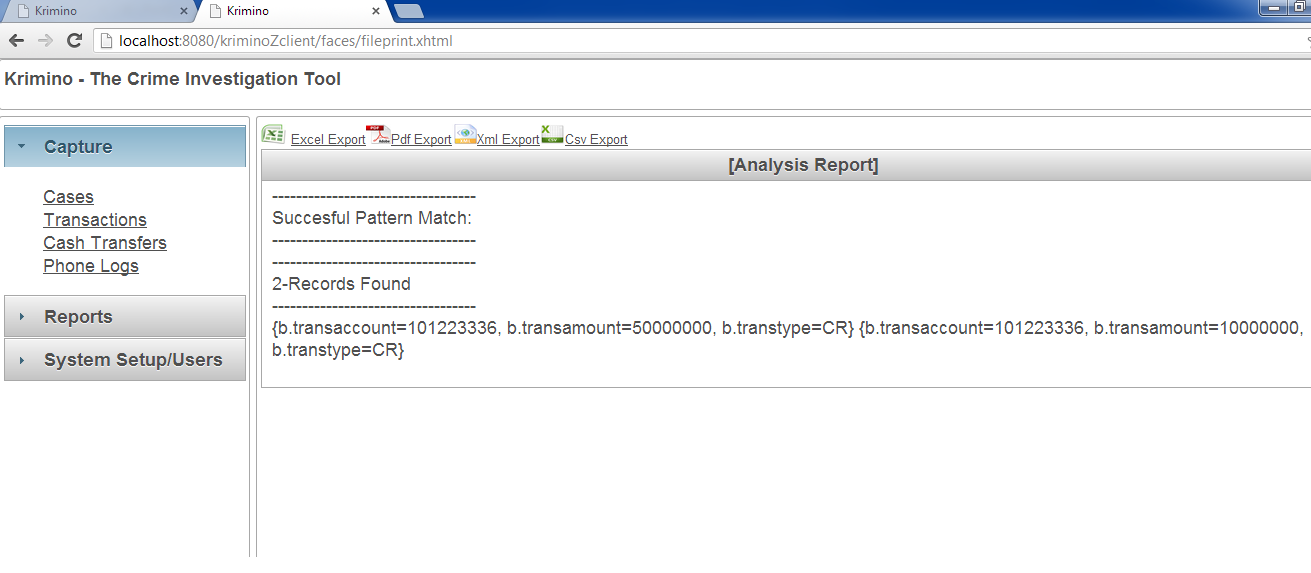 Krimino
Krimino
localhost:8080/kriminoZclient/faces/fileprint.xhtml
Krimino - The Crime Investigation Tool
Capture
Cases
Transactions
Cash Transfers
Phone Logs
Reports
System Setup/Users
Excel Export Pdf Export Xml Export Csv Export
[Analysis Report]
----------------------------------
Succesful Pattern Match:
----------------------------------
----------------------------------
2-Records Found
----------------------------------
{b.transaccount=101223336, b.transamount=50000000, b.transtype=CR} {b.transaccount=101223336, b.transamount=10000000,
b.transtype=CR}